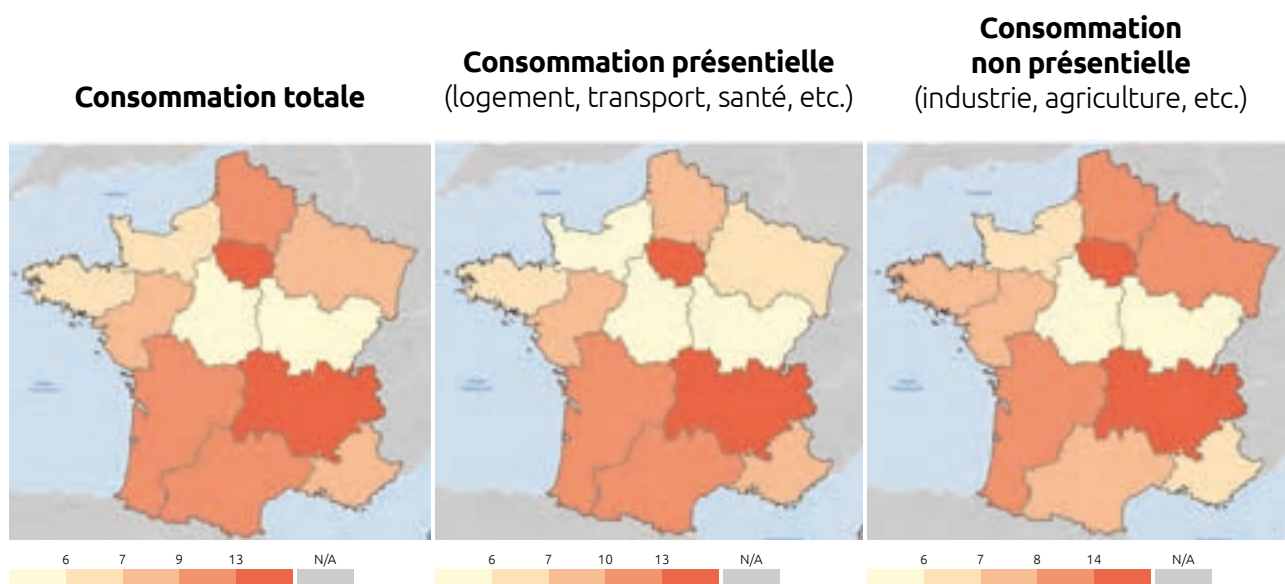 Consommation totale
Consommation présentielle
(logement, transport, santé, etc.)
Consommation
non présentielle
(industrie, agriculture, etc.)
6 7 9 13 N/A
6 7 10 13 N/A
6 7 8 14 N/A